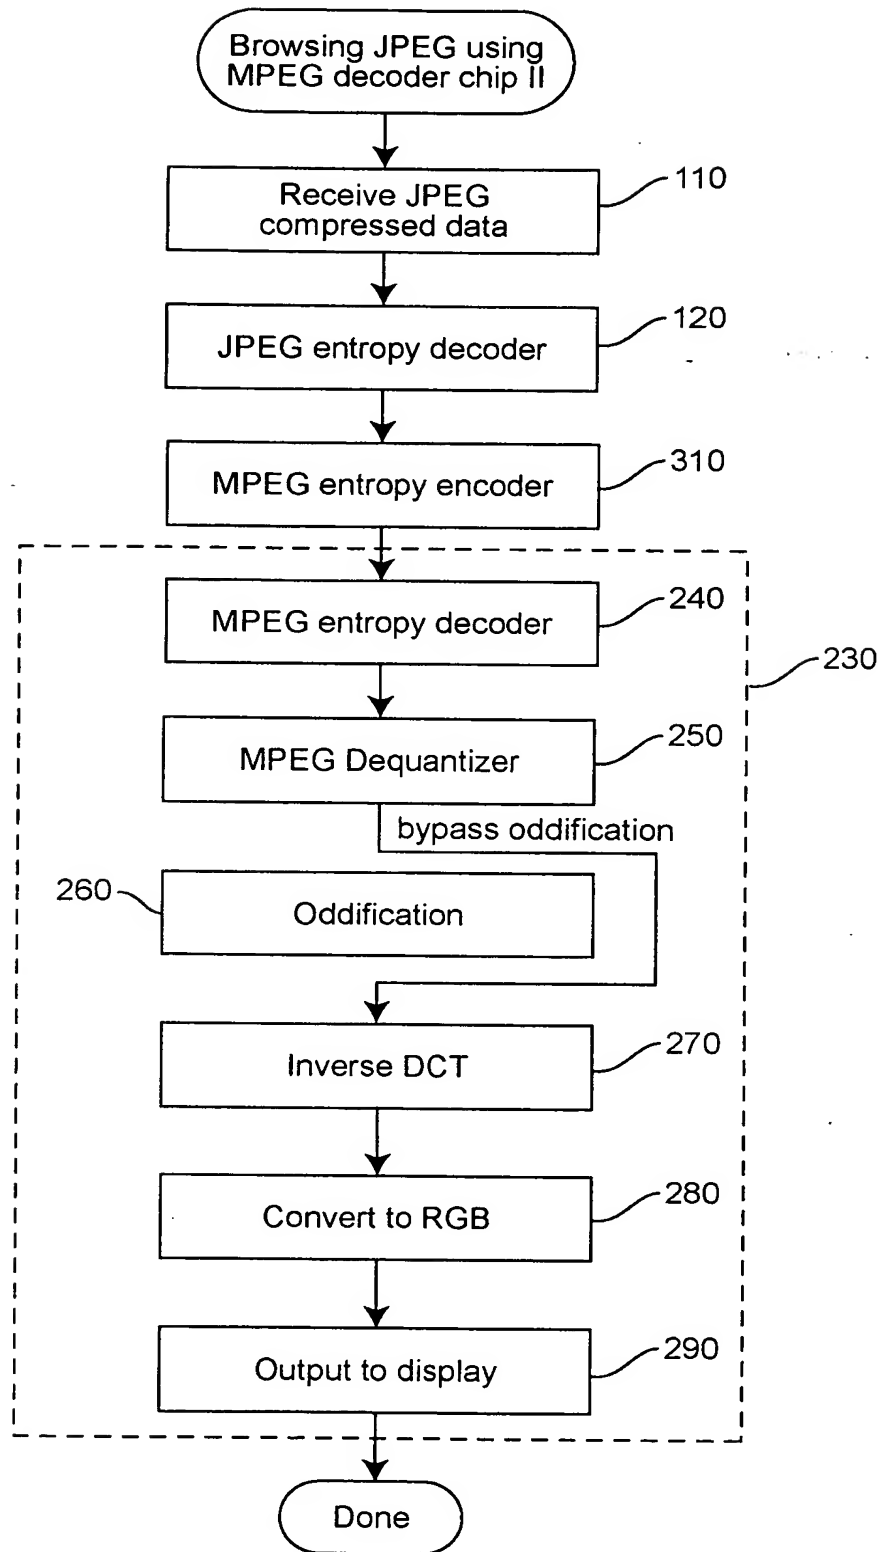 Browsing JPEG using
MPEG decoder chip II
Receive JPEG
compressed data
110
JPEG entropy decoder
120
MPEG entropy encoder
310
MPEG entropy decoder
240
230
MPEG Dequantizer
250
bypass oddification
260
Oddification
Inverse DCT
270
Convert to RGB
280
Output to display
290
Done